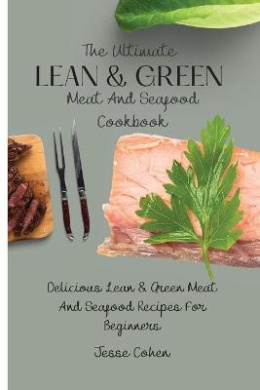 The Ultimate
LEAN & GREEN
Meat And Seafood
Cookbook
Delicious Lean & Green Meat
And Seafood Recipes For
Beginners
Jesse Cohen